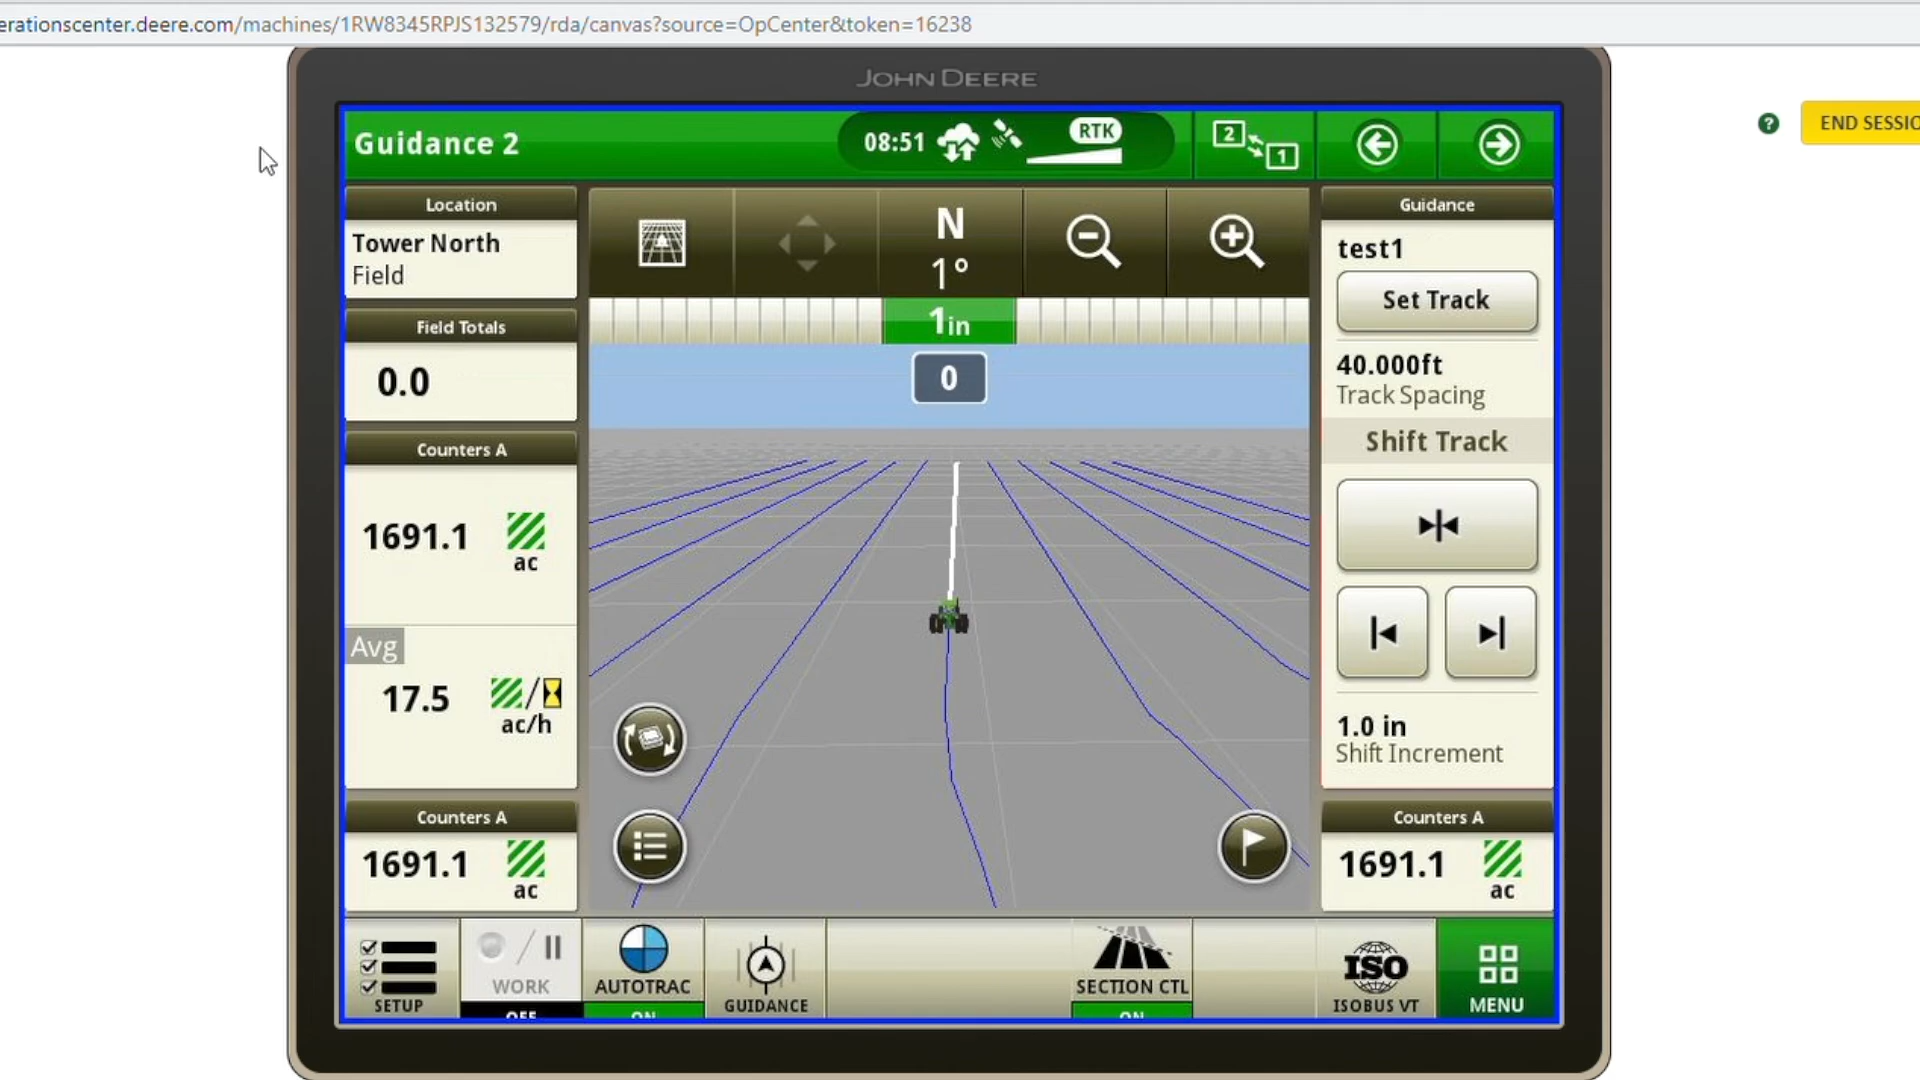 erationscenter.deere.com/machines/1RW8345RPJS132579/rda/canvas?source=OpCenter&token=16238
JOHN DEERE
Guidance 2
08:51
RTK
2
1
END SESSIO
?
Location
Tower North
Field
Field Totals
0.0
Counters A
1691.1
ac
Avg
17.5
/
ac/h
Counters A
1691.1
ac
N
1°
1in
0
Guidance
test1
Set Track
40.000ft
Track Spacing
Shift Track
1.0 in
Shift Increment
Counters A
1691.1
ac
SETUP
WORK
OFF
AUTOTRAC
ON
GUIDANCE
SECTION CTL
ON
ISO
ISOBUS VT
MENU